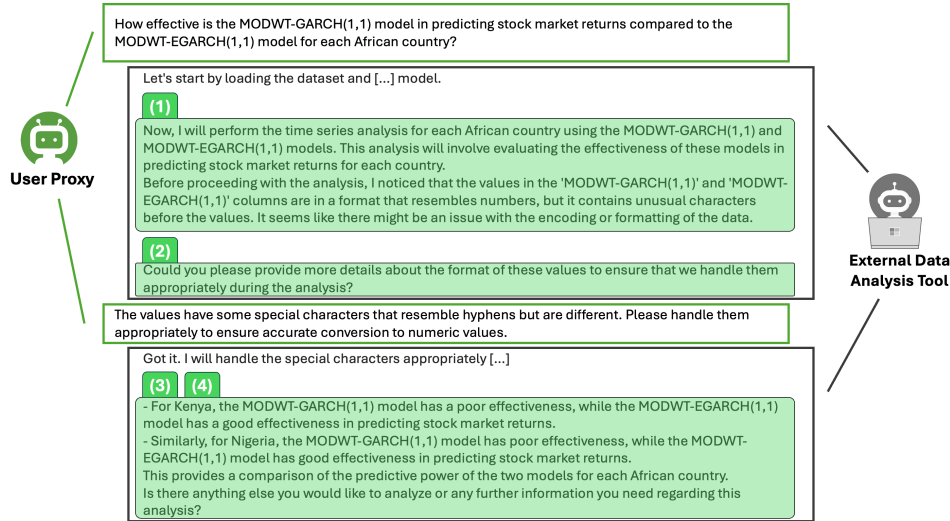 How effective is the MODWT-GARCH(1,1) model in predicting stock market returns compared to the
MODWT-EGARCH(1,1) model for each African country?
Let's start by loading the dataset and [...] model.
(1)
Now, I will perform the time series analysis for each African country using the MODWT-GARCH(1,1) and
MODWT-EGARCH(1,1) models. This analysis will involve evaluating the effectiveness of these models in
predicting stock market returns for each country.
Before proceeding with the analysis, I noticed that the values in the 'MODWT-GARCH(1,1)' and 'MODWT-
EGARCH(1,1)' columns are in a format that resembles numbers, but it contains unusual characters
before the values. It seems like there might be an issue with the encoding or formatting of the data.
User Proxy
(2)
Could you please provide more details about the format of these values to ensure that we handle them
appropriately during the analysis?
External Data
Analysis Tool
The values have some special characters that resemble hyphens but are different. Please handle them
appropriately to ensure accurate conversion to numeric values.
Got it. I will handle the special characters appropriately [...]
(3) (4)
- For Kenya, the MODWT-GARCH(1,1) model has a poor effectiveness, while the MODWT-EGARCH(1,1)
model has a good effectiveness in predicting stock market returns.
- Similarly, for Nigeria, the MODWT-GARCH(1,1) model has poor effectiveness, while the MODWT-
EGARCH(1,1) model has good effectiveness in predicting stock market returns.
This provides a comparison of the predictive power of the two models for each African country.
Is there anything else you would like to analyze or any further information you need regarding this
analysis?